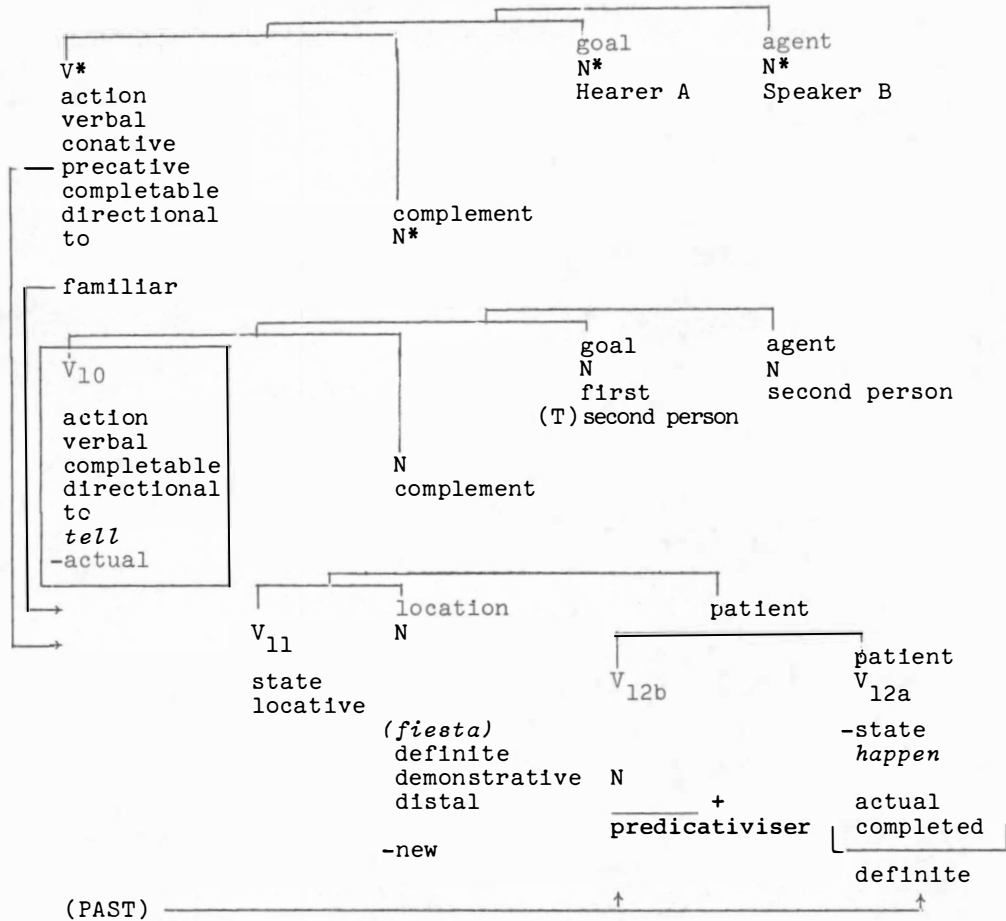 goal agent
V* N* N*
action Hearer A Speaker B
verbal
conative
precative
completable
directional complement
to N*
familiar
goal agent
V10 N N
first second person
action (T) second person
verbal
completable N
directional complement
tc
tell
-actual
location patient
V11 N
patient
state V12b V12a
locative
(fiesta) -state
definite happen
demonstrative N
distal + actual
predicativiser completed
-new
definite
(PAST)